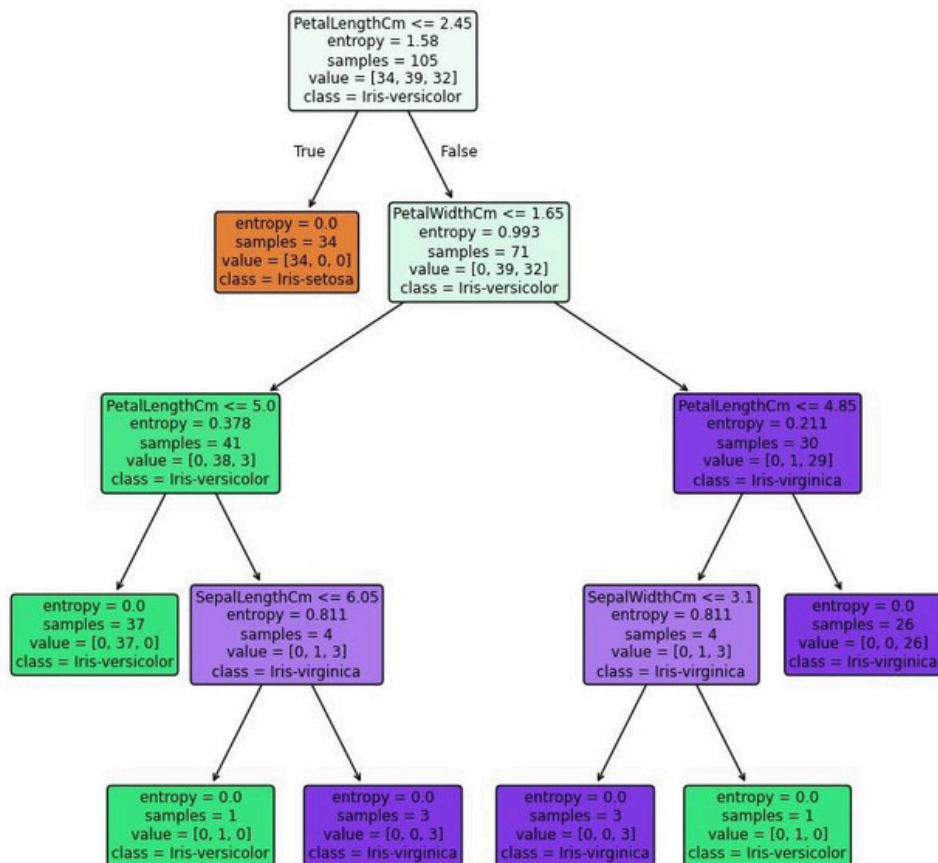 PetalLengthCm <= 2.45
entropy = 1.58
samples = 105
value = [34, 39, 32]
class = Iris-versicolor
True
False
entropy = 0.0
samples = 34
value = [34, 0, 0]
class = Iris-setosa
PetalWidthCm <= 1.65
entropy = 0.993
samples = 71
value = [0, 39, 32]
class = Iris-versicolor
PetalLengthCm <= 5.0
entropy = 0.378
samples = 41
value = [0, 38, 3]
class = Iris-versicolor
PetalLengthCm <= 4.85
entropy = 0.211
samples = 30
value = [0, 1, 29]
class = Iris-virginica
entropy = 0.0
samples = 37
value = [0, 37, 0]
class = Iris-versicolor
SepalLengthCm <= 6.05
entropy = 0.811
samples = 4
value = [0, 1, 3]
class = Iris-virginica
SepalWidthCm <= 3.1
entropy = 0.811
samples = 4
value = [0, 1, 3]
class = Iris-virginica
entropy = 0.0
samples = 26
value = [0, 0, 26]
class = Iris-virginica
entropy = 0.0
samples = 1
value = [0, 1, 0]
class = Iris-versicolor
entropy = 0.0
samples = 3
value = [0, 0, 3]
class = Iris-virginica
entropy = 0.0
samples = 3
value = [0, 0, 3]
class = Iris-virginica
entropy = 0.0
samples = 1
value = [0, 1, 0]
class = Iris-versicolor